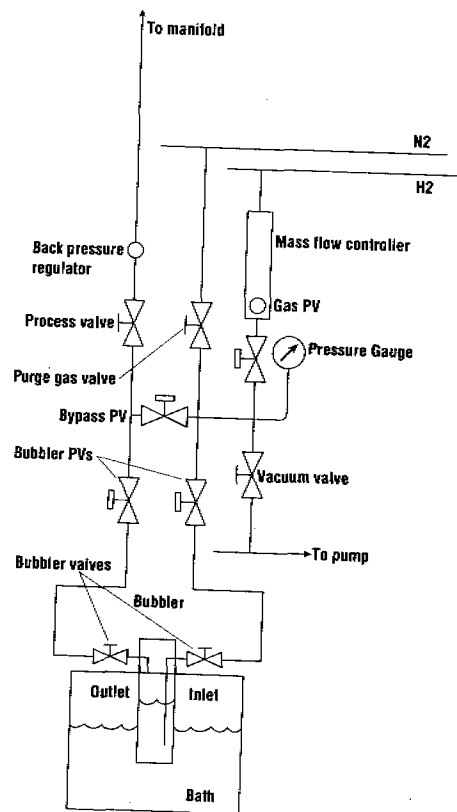 To manifold
N2
H2
Back pressure
regulator
Mass flow controller
Gas PV
Process valve
Pressure Gauge
Purge gas valve
Bypass PV
Bubbler PVs
Vacuum valve
To pump
Bubbler valves
Bubbler
Outlet
Inlet
Bath